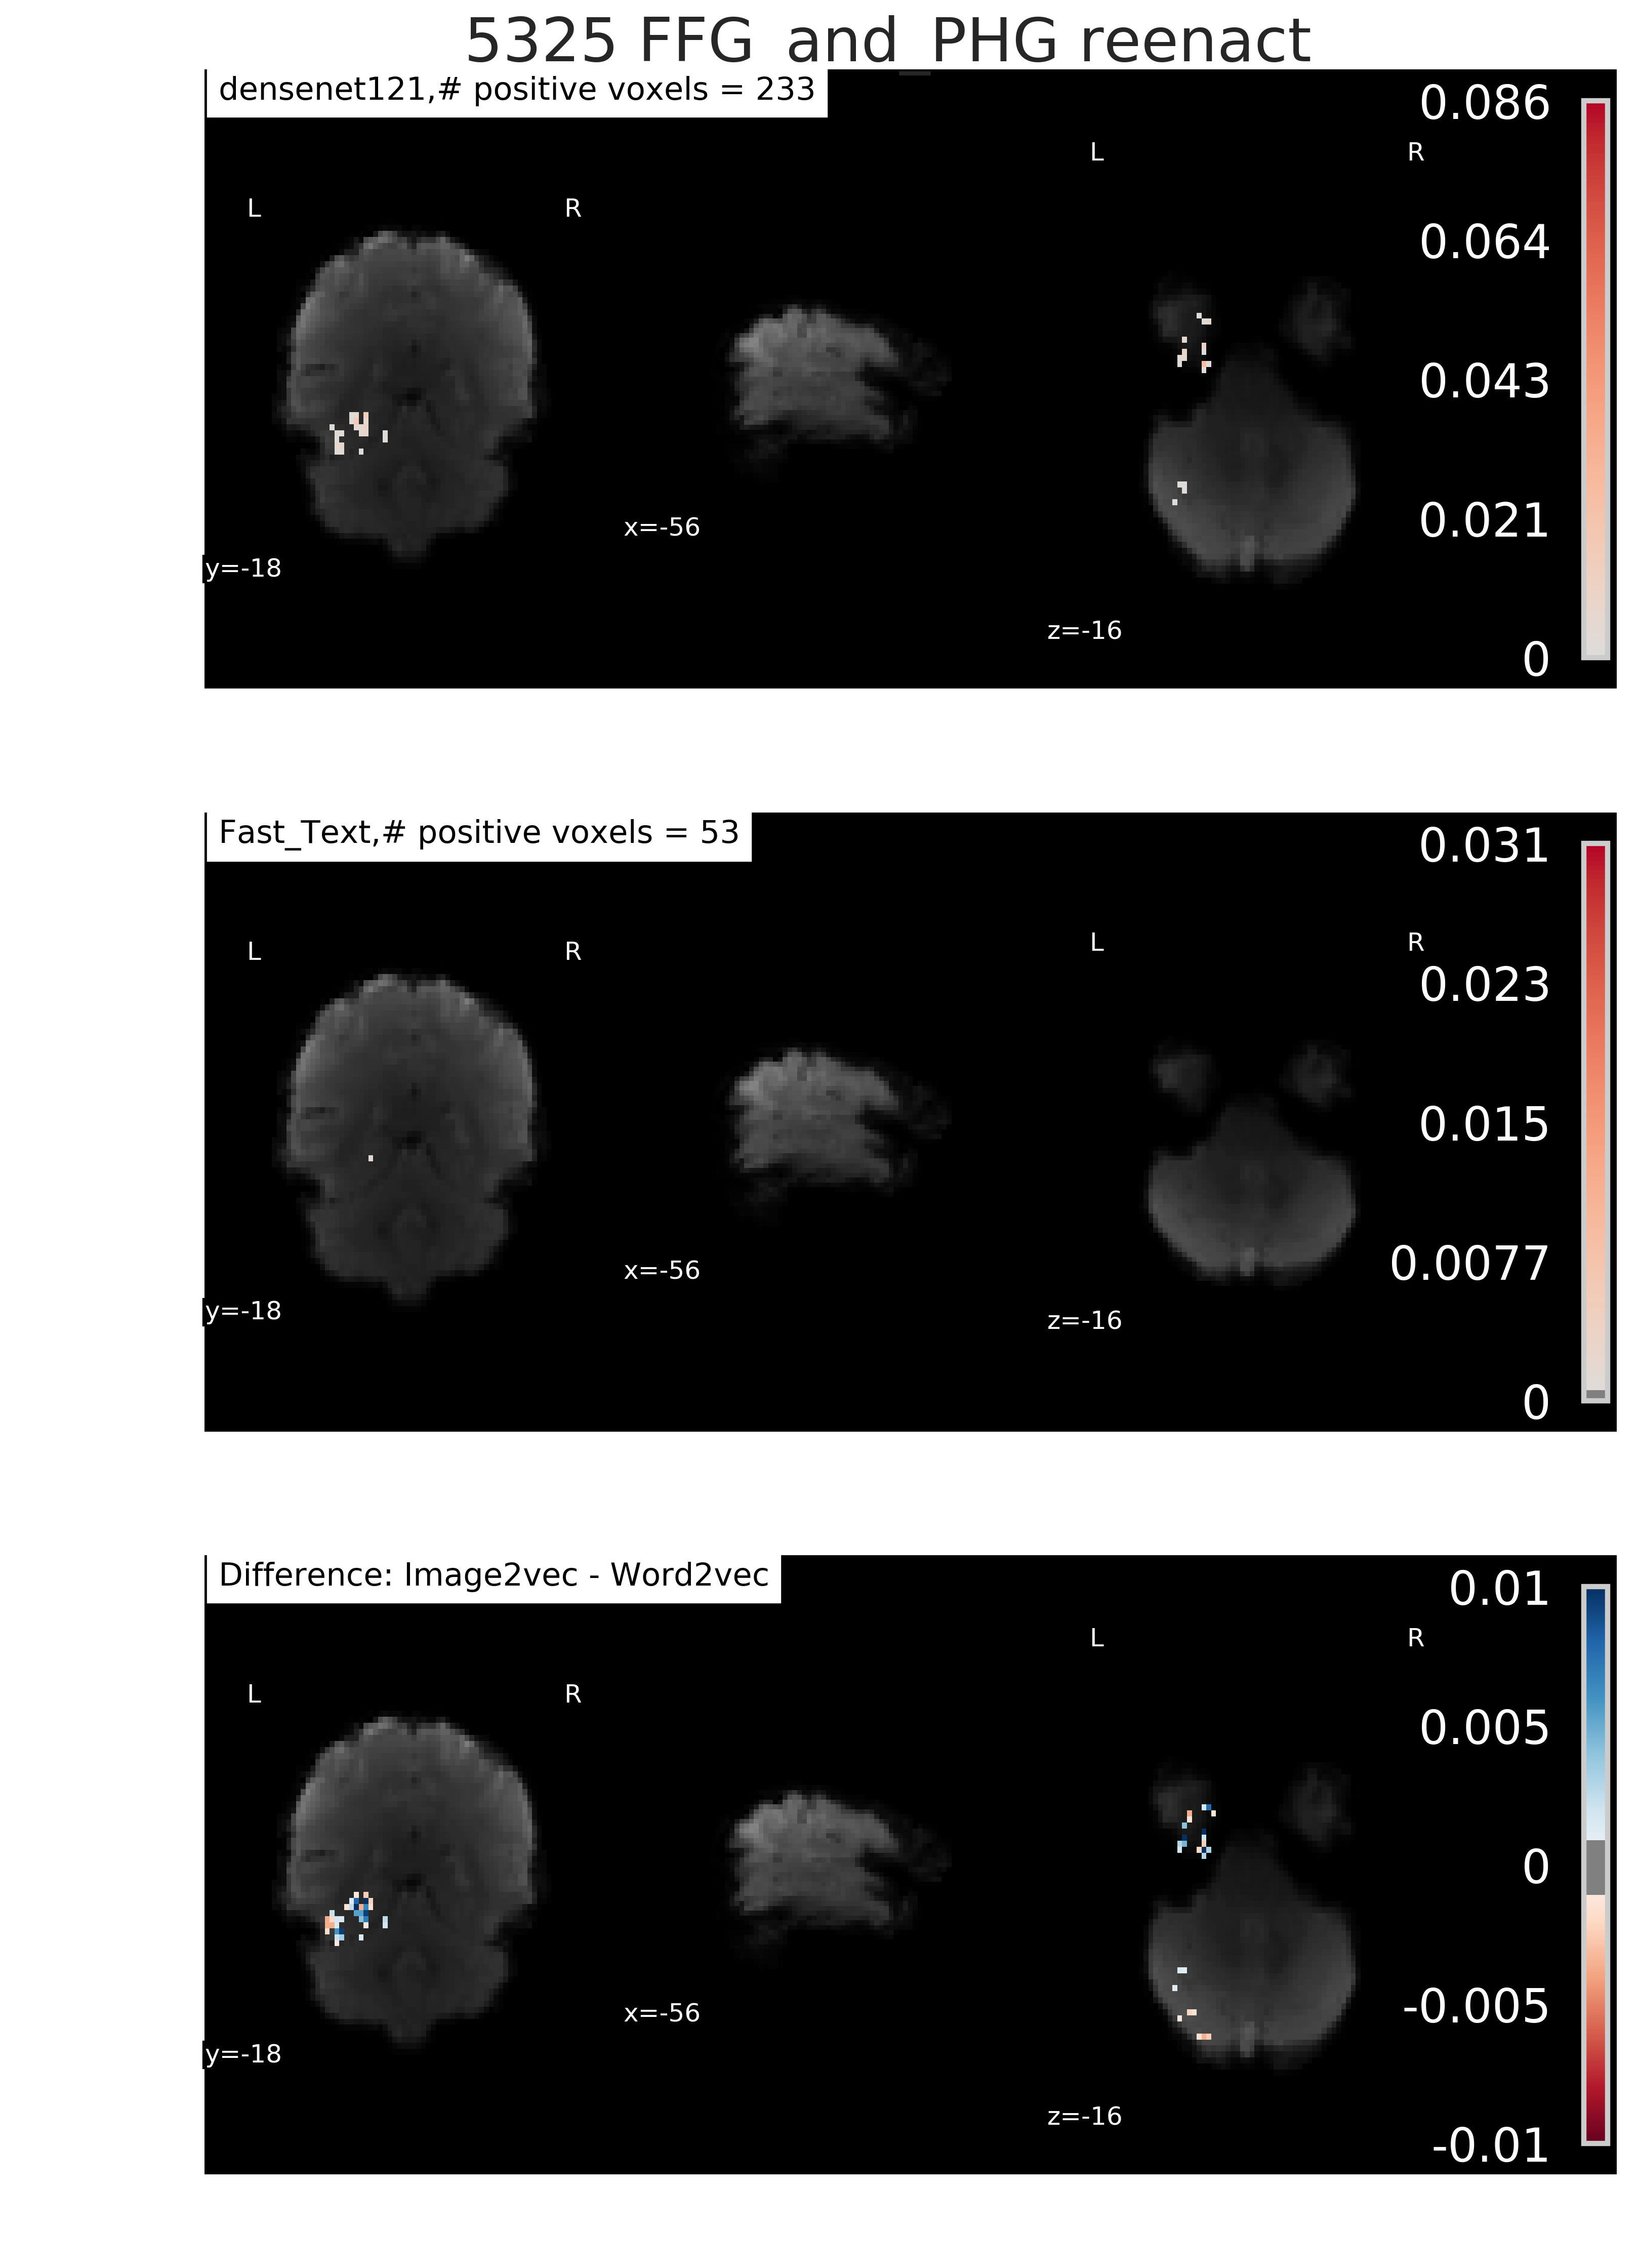 5325 FFG_and_PHG reenact
densenet121,# positive voxels = 233
0.086
L R
0.064
L R
0.043
0.021
x=-56
y=-18
z=-16
0
Fast_Text,# positive voxels = 53
0.031
L R
L R
0.023
0.015
0.0077
x=-56
y=-18
z=-16
0
Difference: Image2vec - Word2vec
0.01
L R
L R
0.005
0
-0.005
x=-56
y=-18
z=-16
-0.01